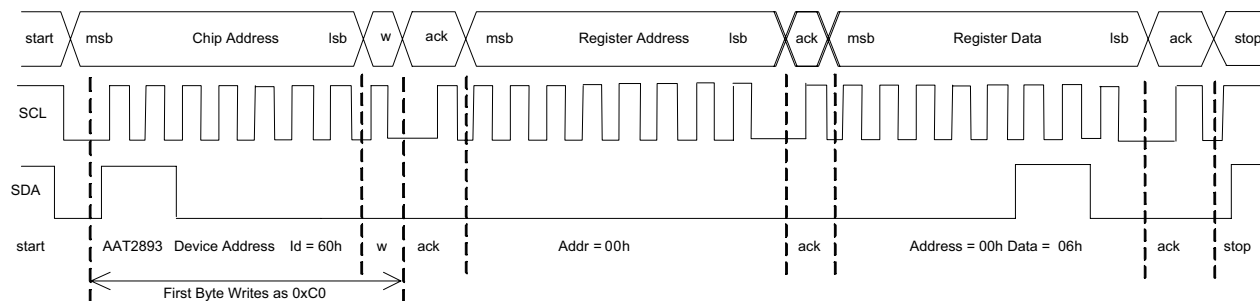 start msb Chip Address lsb w ack msb Register Address lsb ack msb Register Data lsb ack stop
SCL
SDA
start AAT2893 Device Address Id = 60h w ack Addr = 00h ack Address = 00h Data = 06h ack stop
First Byte Writes as 0xC0